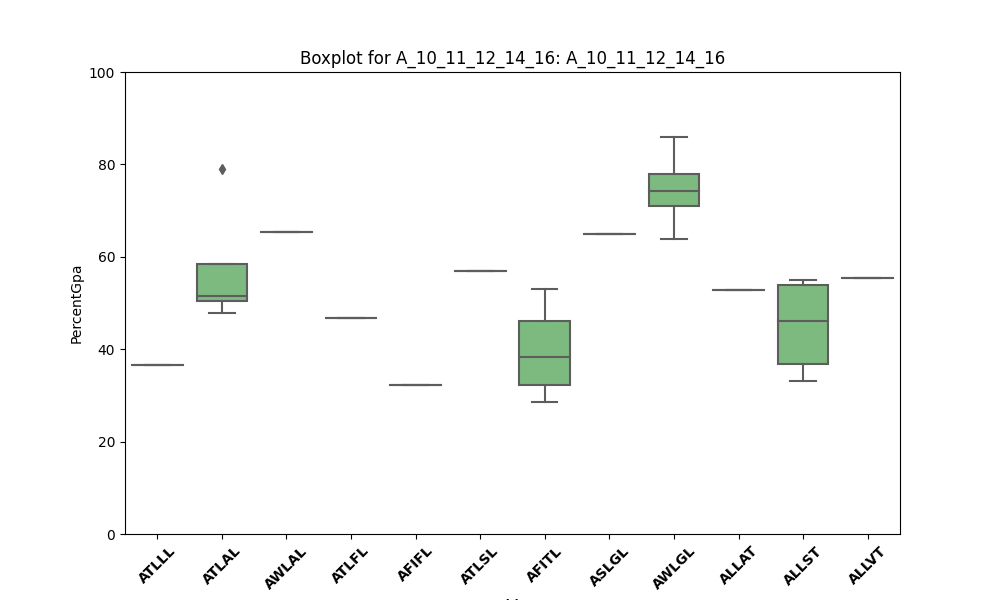 Boxplot for A_10_11_12_14_16: A_10_11_12_14_16
100
80
60
40
20
0
PercentGpa
ATLLL
ATLAL
AWLAL
ATLFL
AFIFL
ATLSL
AFITL
ASLGL
AWLGL
ALLAT
ALLST
ALLVT